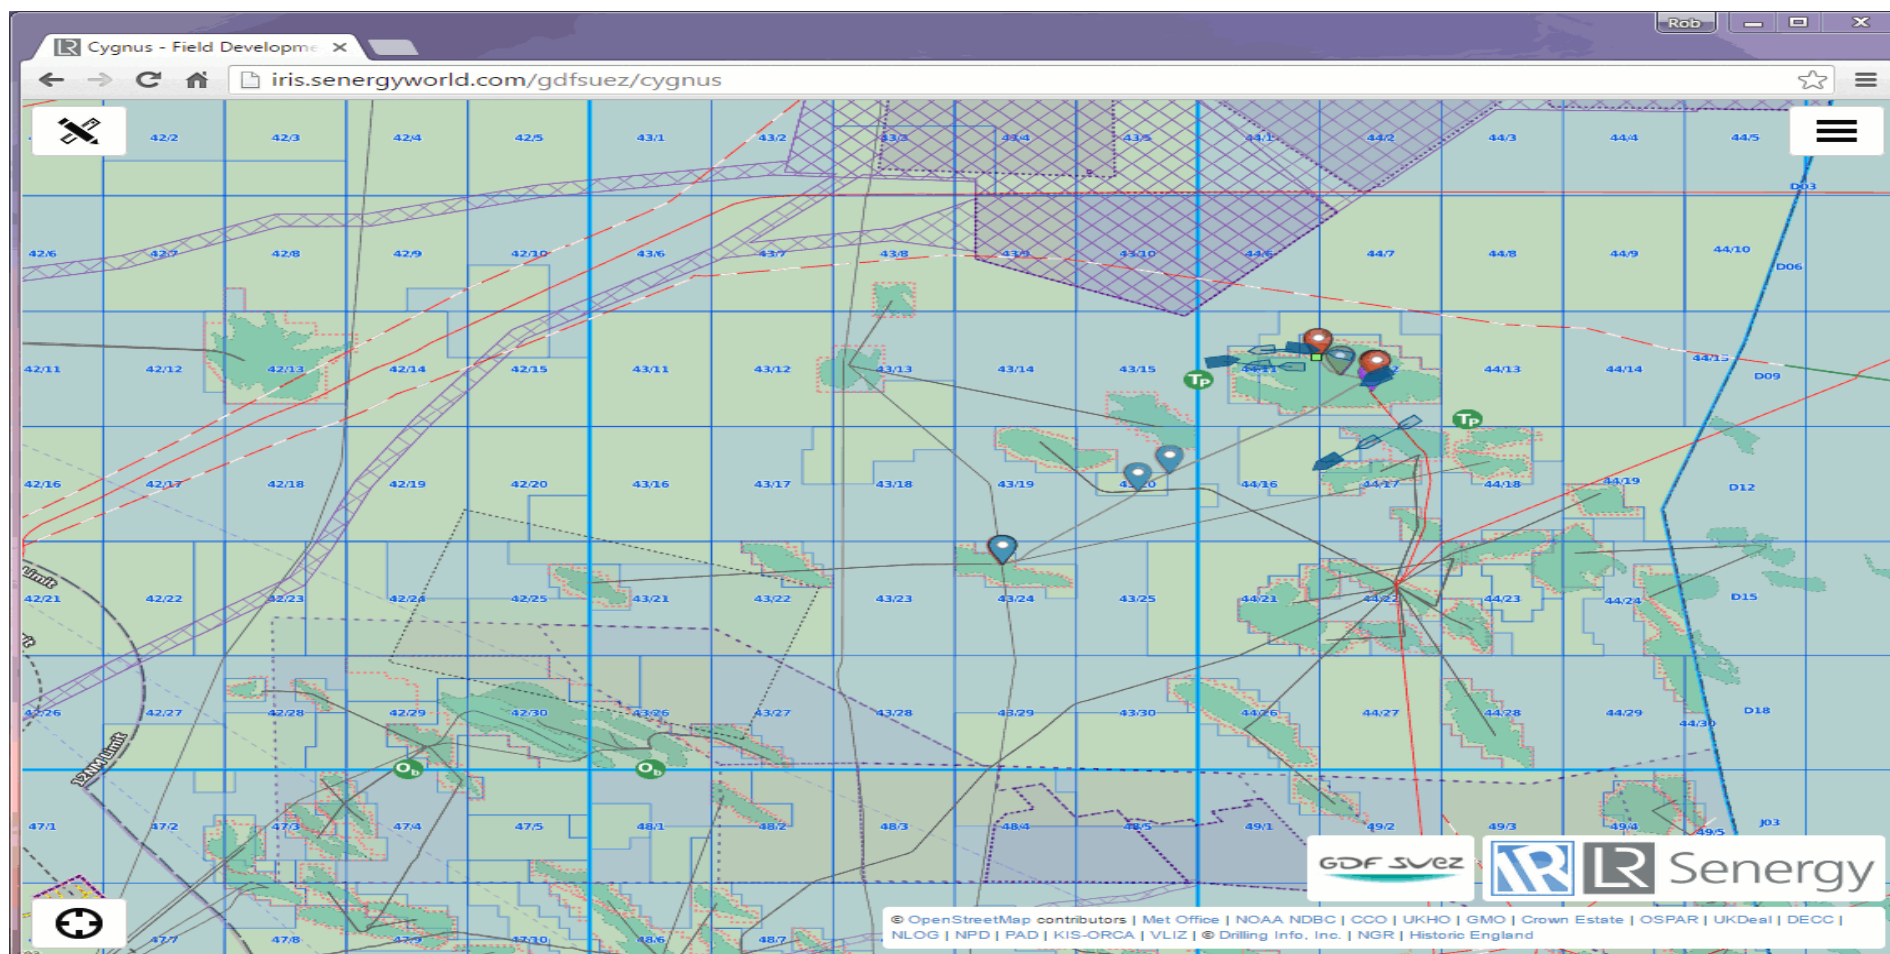 Rob
Cygnus - Field Developme
iris.senergyworld.com/gdfsuez/cygnus
42/2 42/3 42/4 42/5 43/1 43/2 43/3 43/4 43/5 44/1 44/2 44/3 44/4 44/5
D03
42/6 42/7 42/8 42/9 42/10 43/6 43/7 43/8 43/9 43/10 44/6 44/7 44/8 44/9 44/10
D06
42/11 42/12 42/13 42/14 42/15 43/11 43/12 43/13 43/14 43/15 Tp 44/11 44/13 44/14 44/15 D09
Tp
42/16 42/17 42/18 42/19 42/20 43/16 43/17 43/18 43/19 44/16 44/17 44/18 44/19 D12
Limit
42/21 42/22 42/23 42/24 42/25 43/21 43/22 43/23 43/24 43/25 44/21 44/22 44/23 44/24 D15
42/26 42/27 42/28 42/29 42/30 43/26 43/27 43/28 43/29 43/30 44/26 44/27 44/28 44/29 44/30 D18
12NM Limit
Ob Ob
47/1 47/2 47/3 47/4 47/5 48/1 48/2 48/3 48/4 48/5 49/1 49/2 49/3 49/4 49/5 J03
GDF SUEZ
LR Senergy
47/7 47/8 47/9 47/10 48/6 48/7
© OpenStreetMap contributors | Met Office | NOAA NDBC | CCO | UKHO | GMO | Crown Estate | OSPAR | UKDeal | DECC |
NLOG | NPD | PAD | KIS-ORCA | VLIZ | © Drilling Info, Inc. | NGR | Historic England